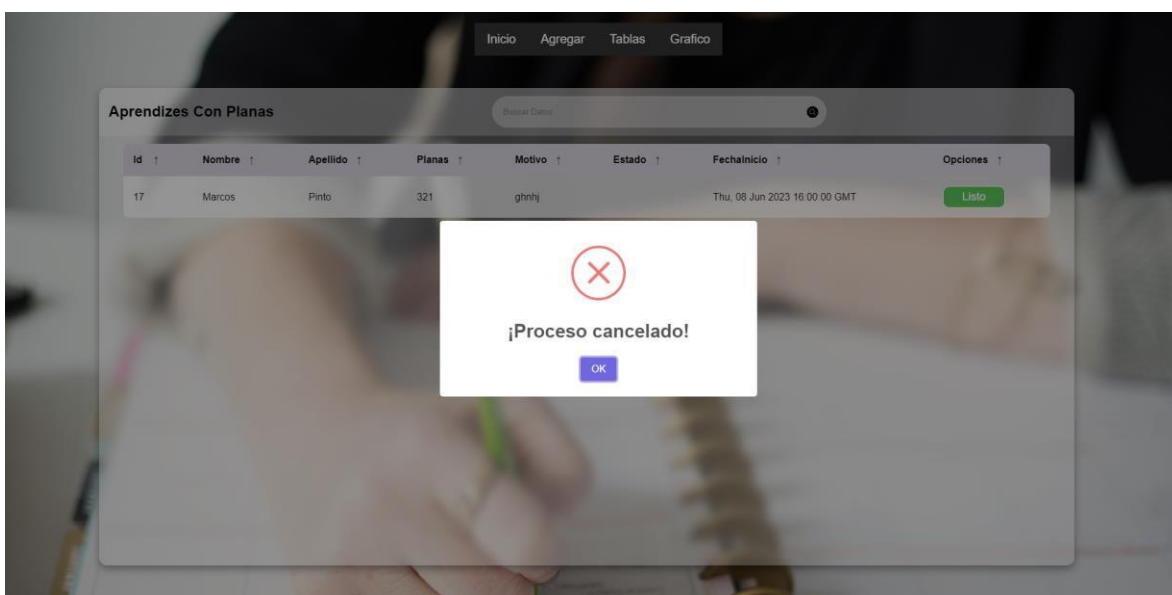 Inicio Agregar Tablas Grafico
Aprendizes Con Planas
Buscar Datos
Id ↑ Nombre ↑ Apellido ↑ Planas ↑ Motivo ↑ Estado ↑ FechaInicio ↑ Opciones ↑
17 Marcos Pinto 321 ghnhj Thu, 08 Jun 2023 16:00:00 GMT Listo
¡Proceso cancelado!
OK